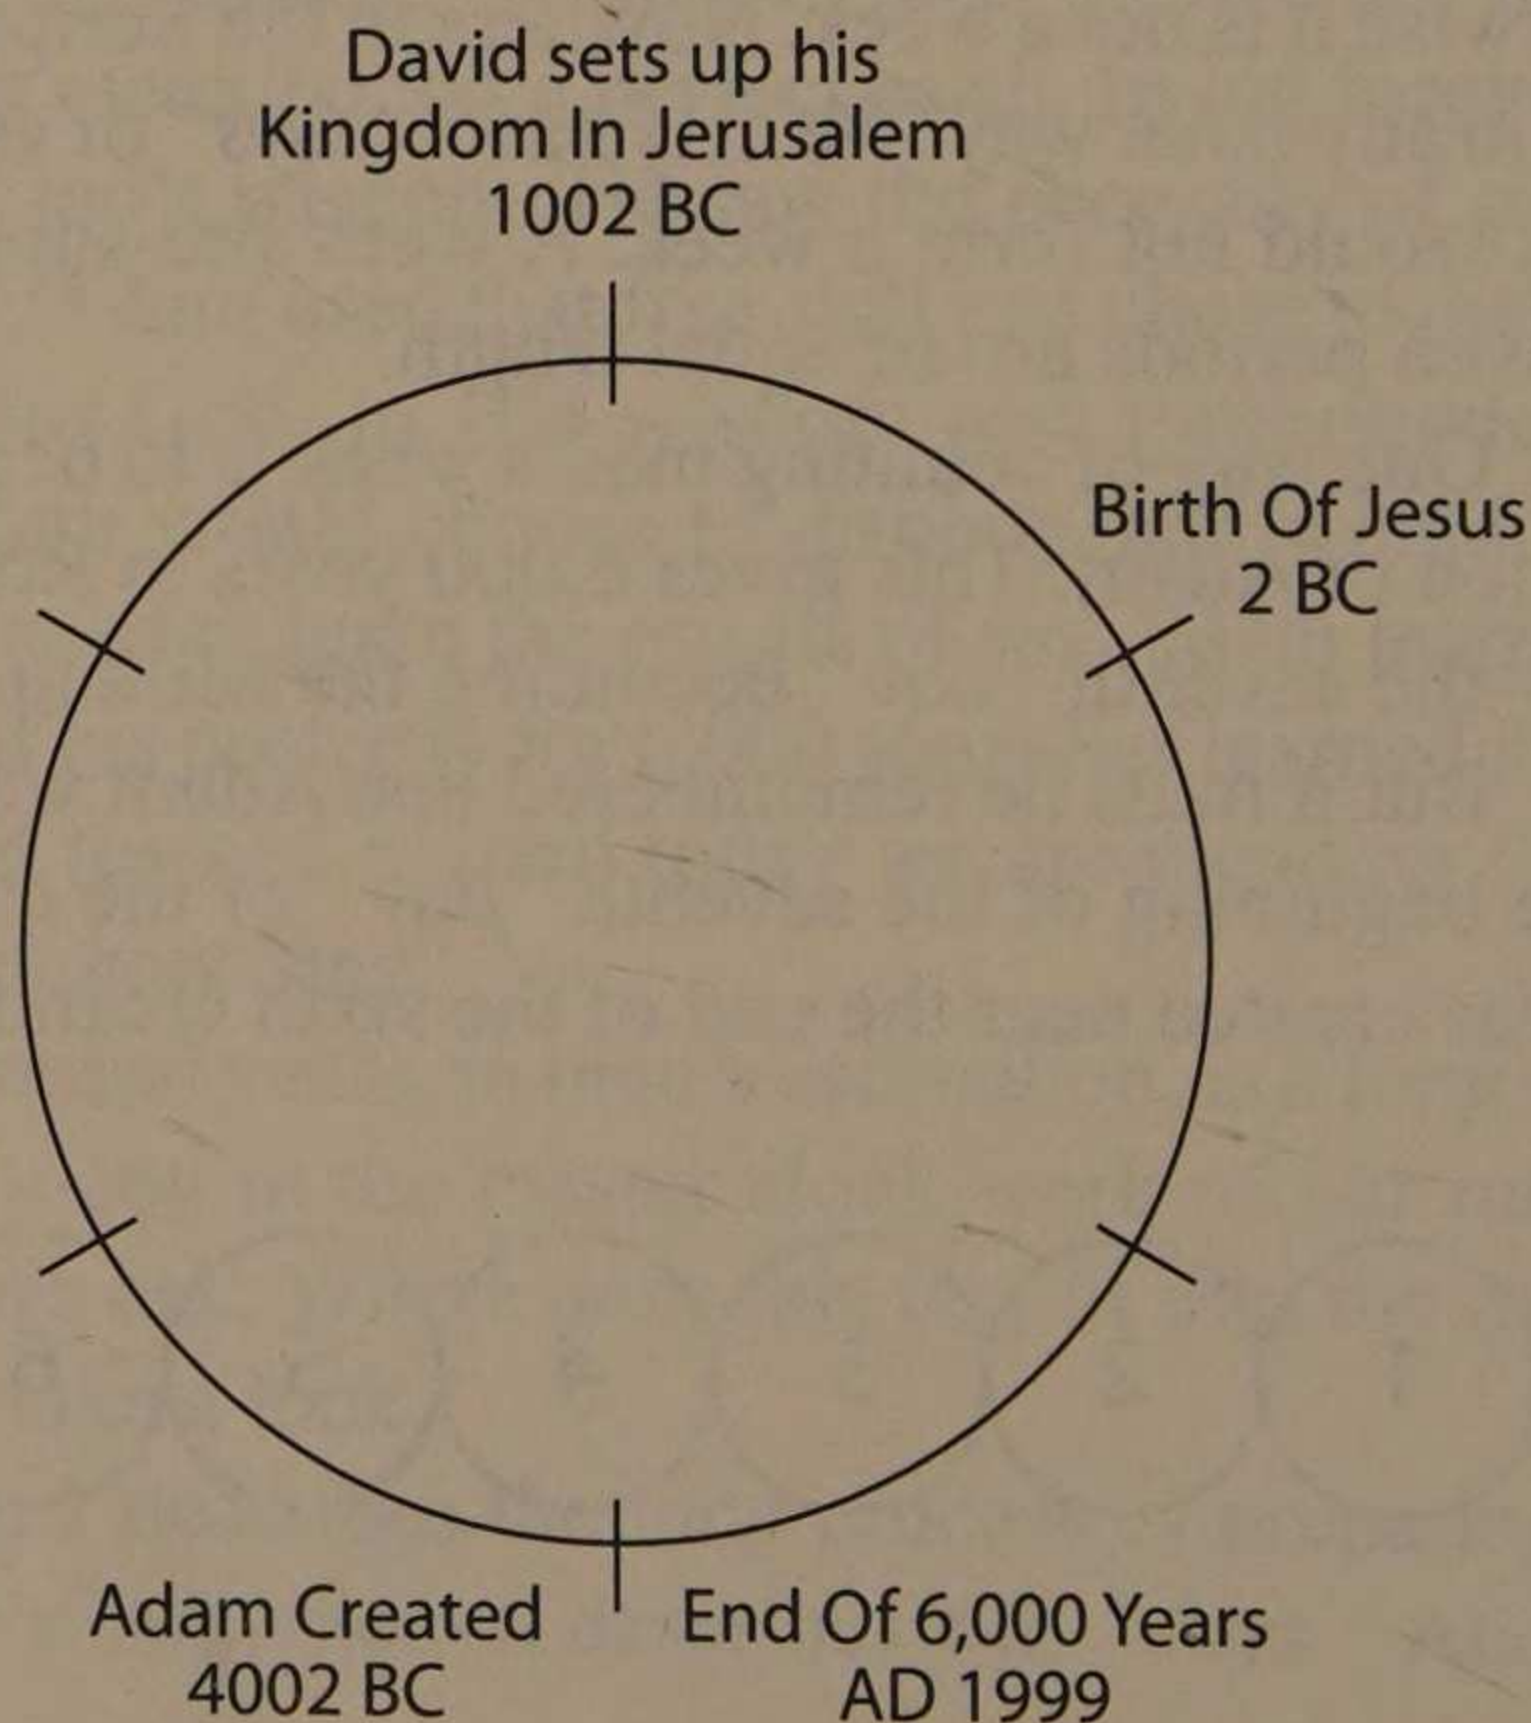 David sets up his
Kingdom In Jerusalem
1002 BC
Birth Of Jesus
2 BC
Adam Created
4002 BC
End Of 6,000 Years
AD 1999